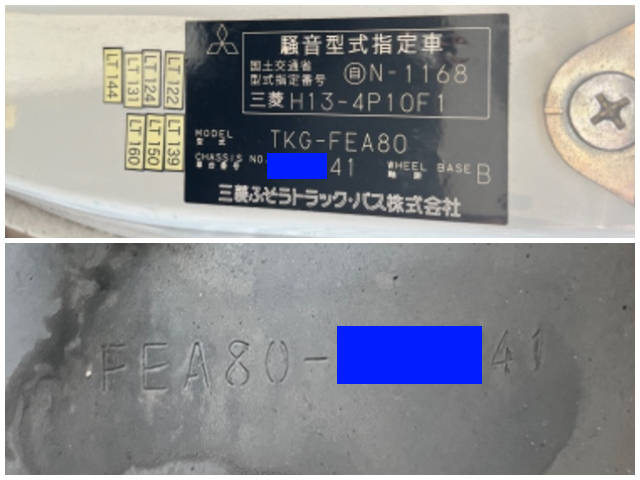 騒音型式指定車
国土交通省
型式指定番号 自N-1168
三菱 H13-4P10F1
MODEL
型式 TKG-FEA80
CHASSIS NO.
車台番号 41
WHEEL BASE
軸距 B
三菱ふそうトラック・バス株式会社
LT 144
LT 131
LT 124
LT 122
LT 160
LT 150
LT 139
FEA80-
41